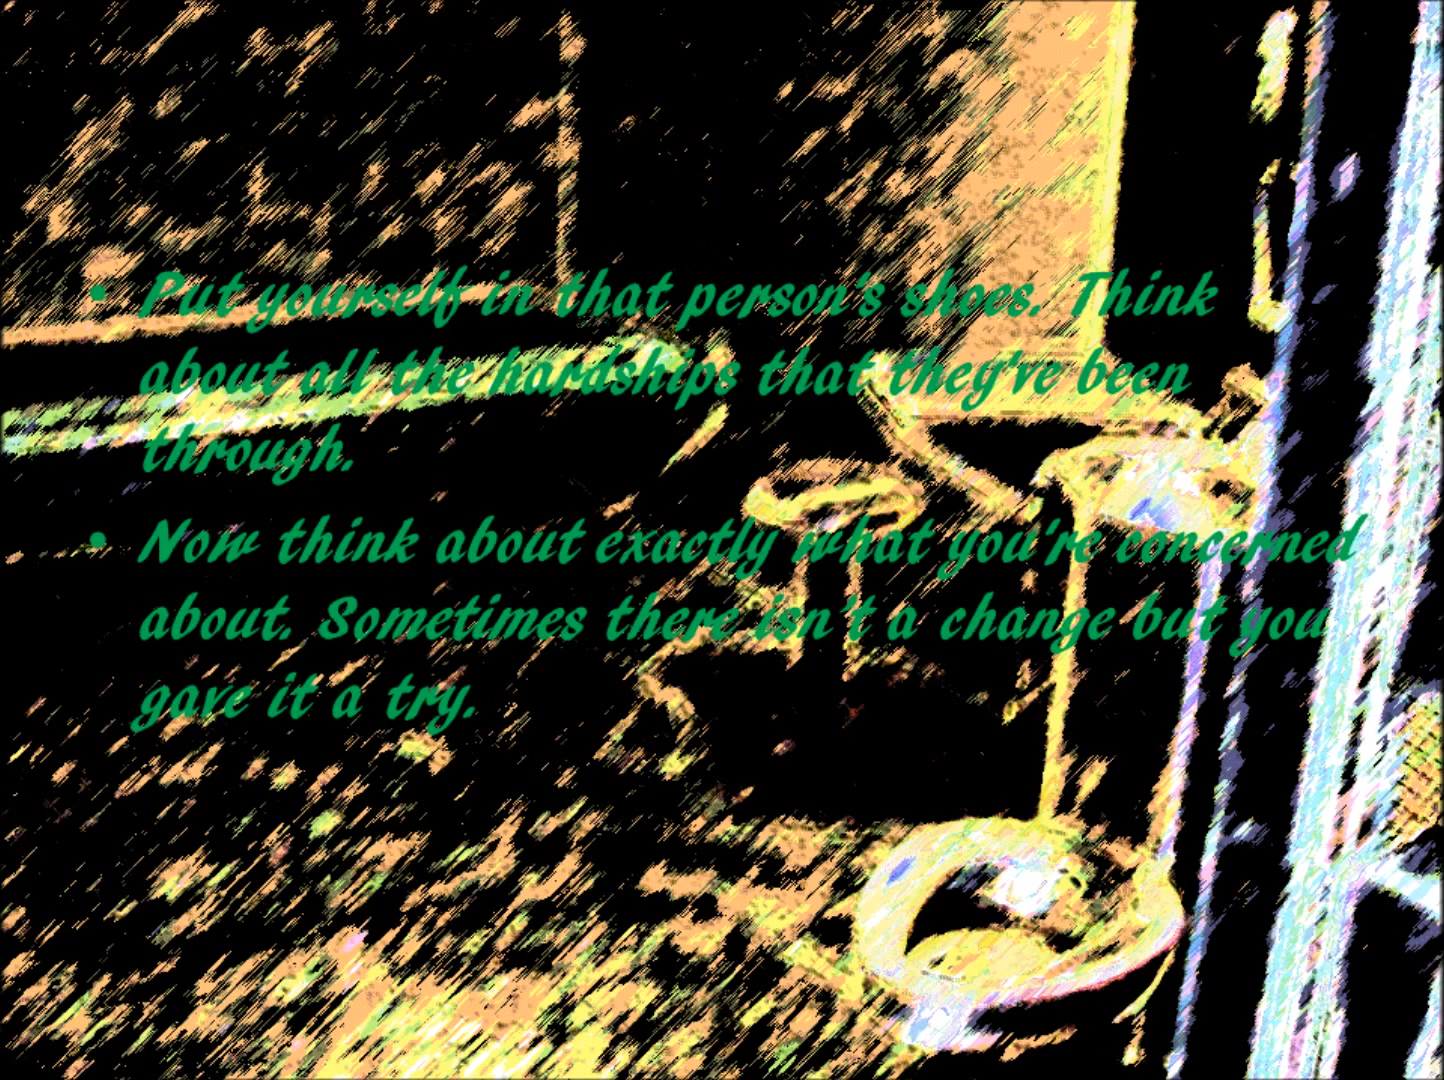 • Put yourself in that person's shoes. Think
about all the hardships that they've been
through.
• Now think about exactly what you're concerned
about. Sometimes there isn't a change but you
gave it a try.